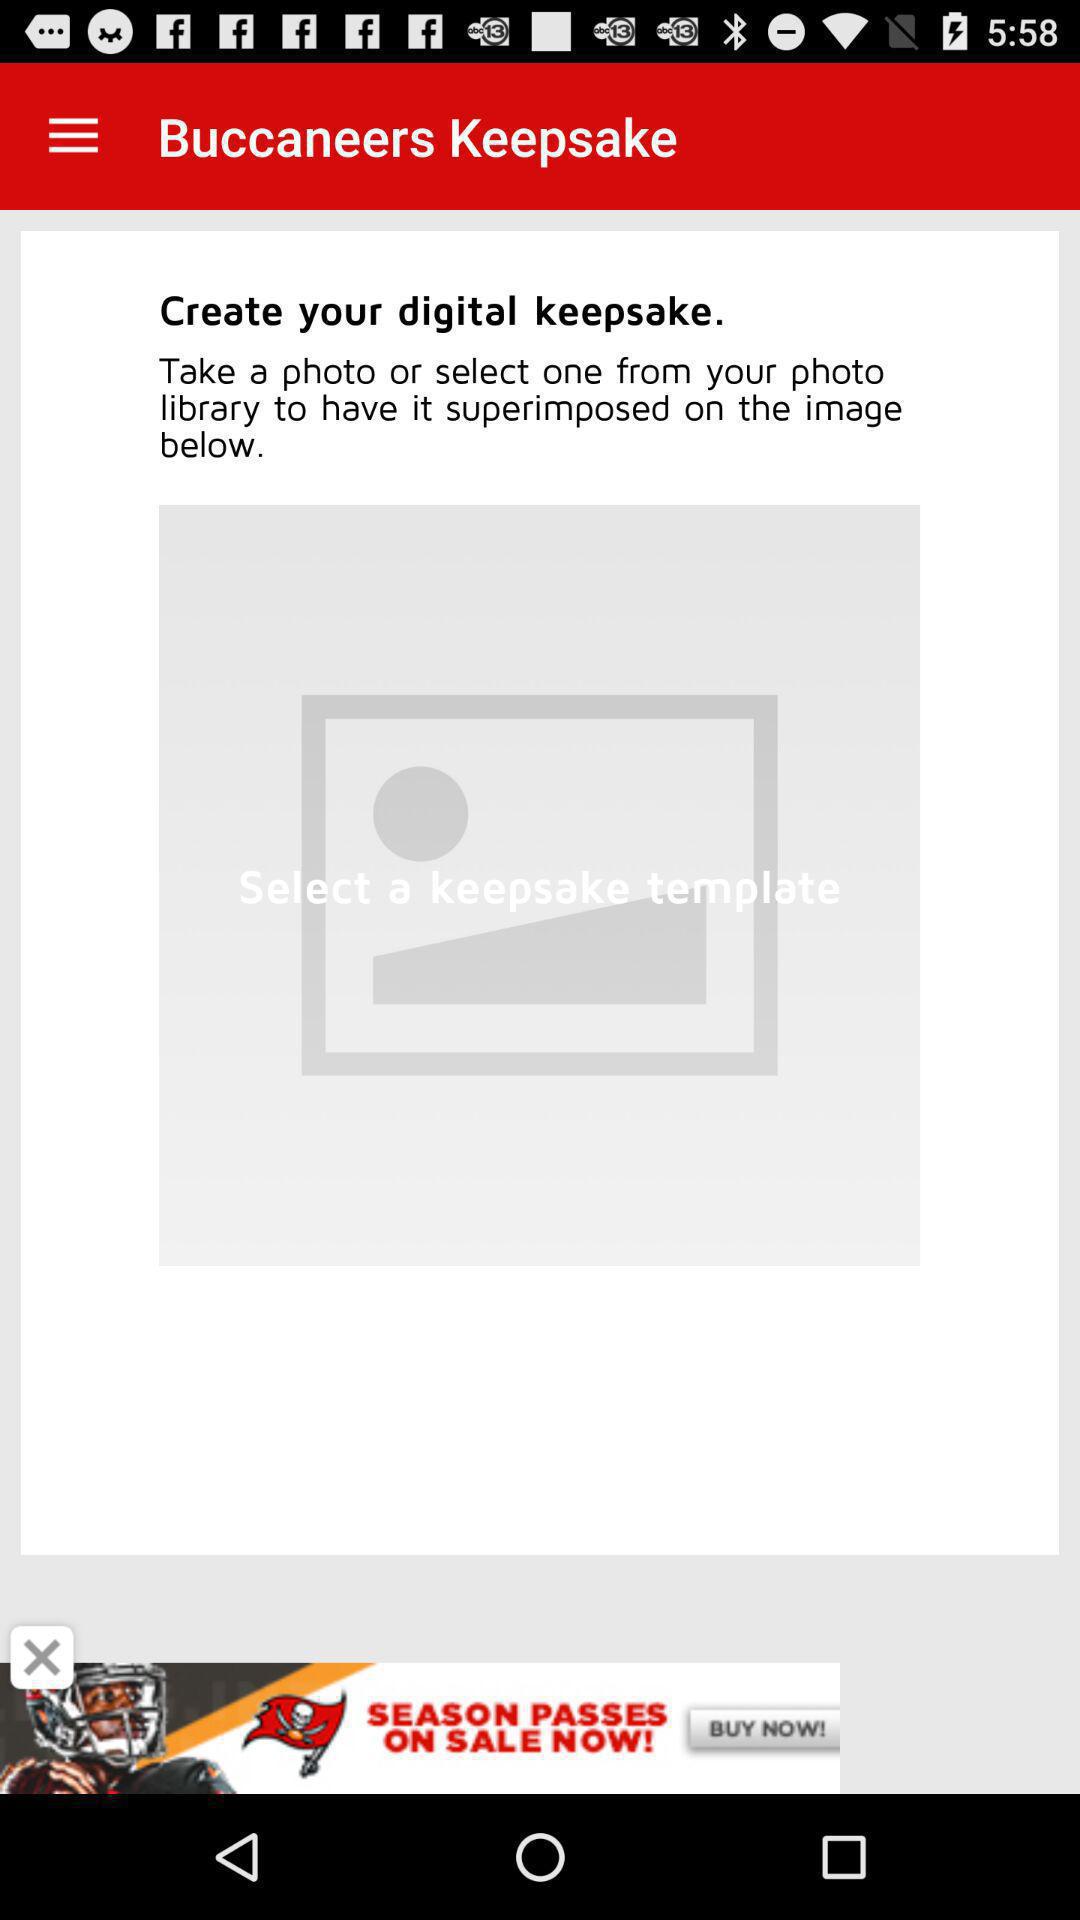 5:58
Buccaneers Keepsake
Create your digital keepsake.
Take a photo or select one from your photo
library to have it superimposed on the image
below.
Select a keepsake template
SEASON PASSES
ON SALE NOW!
BUY NOW!